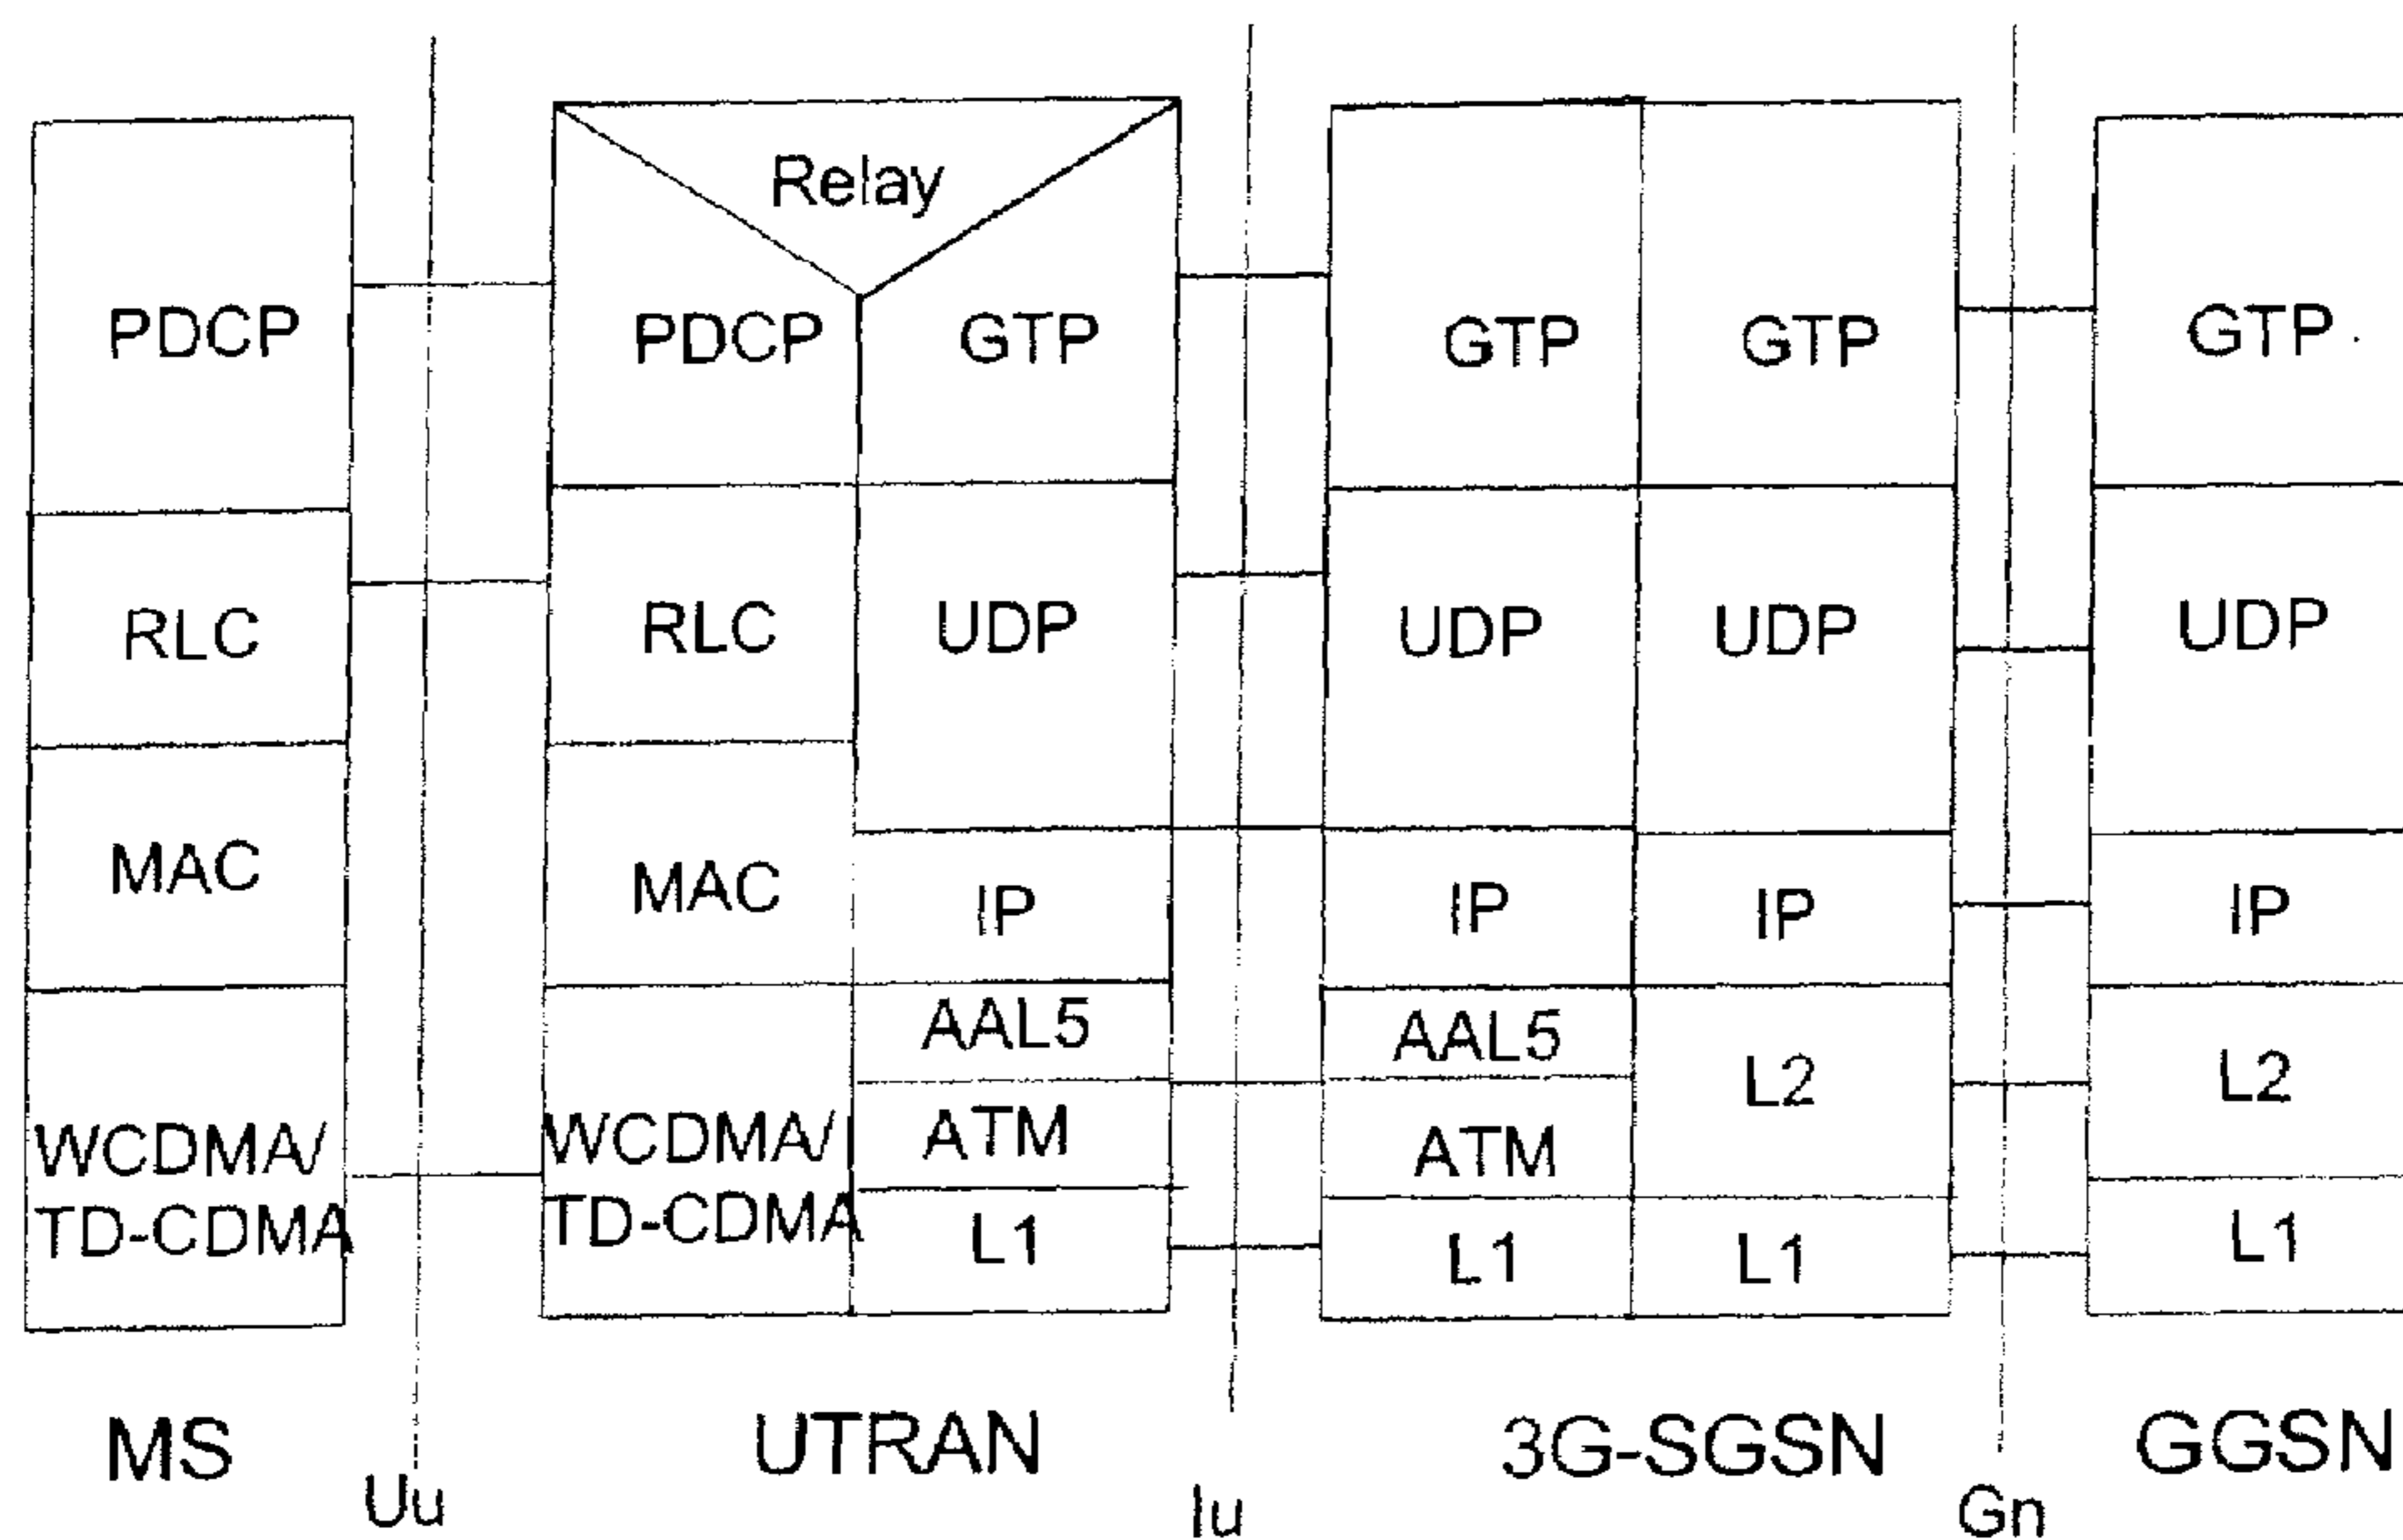 Relay
PDCP PDCP GTP GTP GTP GTP
RLC RLC UDP UDP UDP UDP
MAC MAC IP IP IP IP
AAL5 AAL5 L2 L2
WCDMA/ WCDMA/ ATM ATM
TD-CDMA TD-CDMA L1 L1 L1 L1
MS UTRAN 3G-SGSN GGSN
Uu Iu Gn